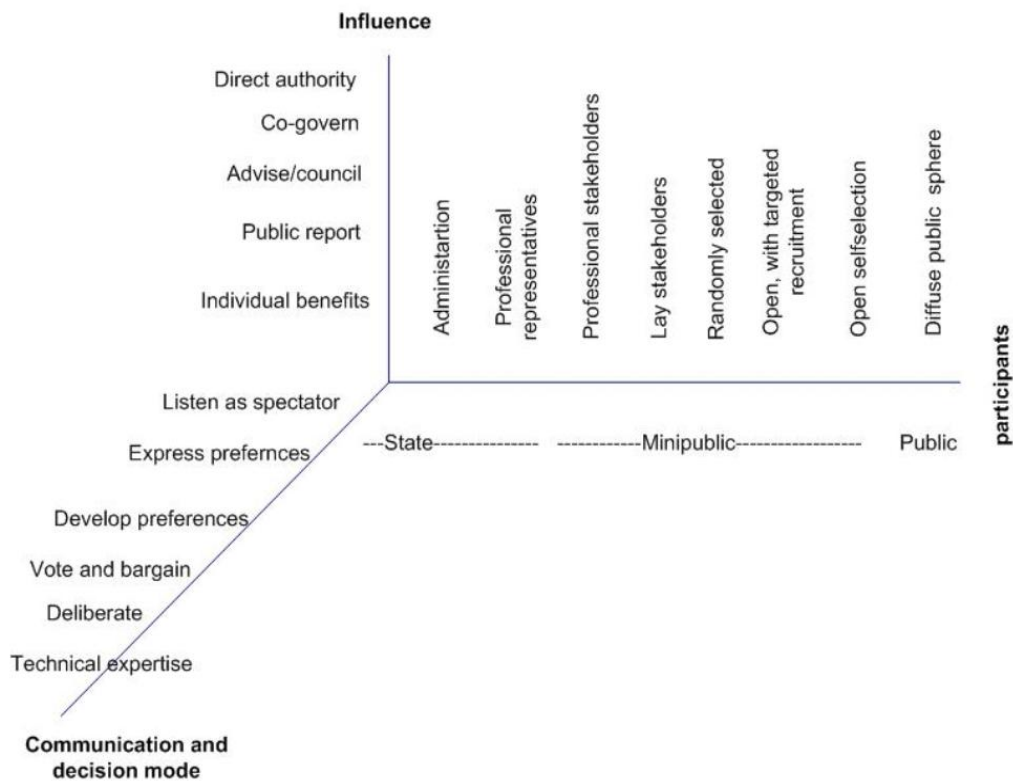 Influence
Direct authority
Co-govern
Advise/council
Public report
Individual benefits
Administartion
Professional
representatives
Professional stakeholders
Lay stakeholders
Randomly selected
Open, with targeted
recruitment
Open selfselection
Diffuse public sphere
participants
---State--------------- ------------Minipublic------------------ Public
Listen as spectator
Express prefernces
Develop preferences
Vote and bargain
Deliberate
Technical expertise
Communication and
decision mode